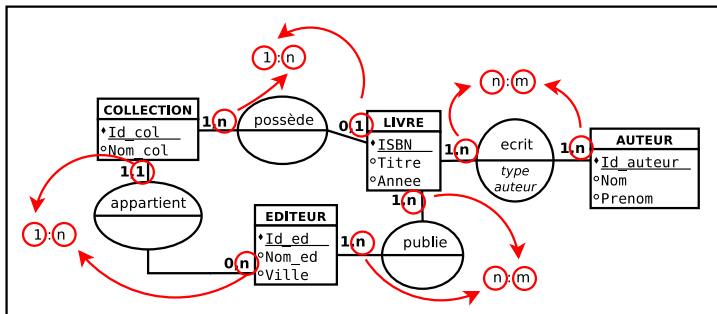 1:n
n:m
COLLECTION
Id_col
Nom_col
1,n
possède
0,1
LIVRE
ISBN
Titre
Annee
1,n
ecrit
type
auteur
1,n
AUTEUR
Id_auteur
Nom
Prenom
1,1
appartient
1:n
EDITEUR
Id_ed
Nom_ed
Ville
0,n
1,n
publie
1,n
n:m